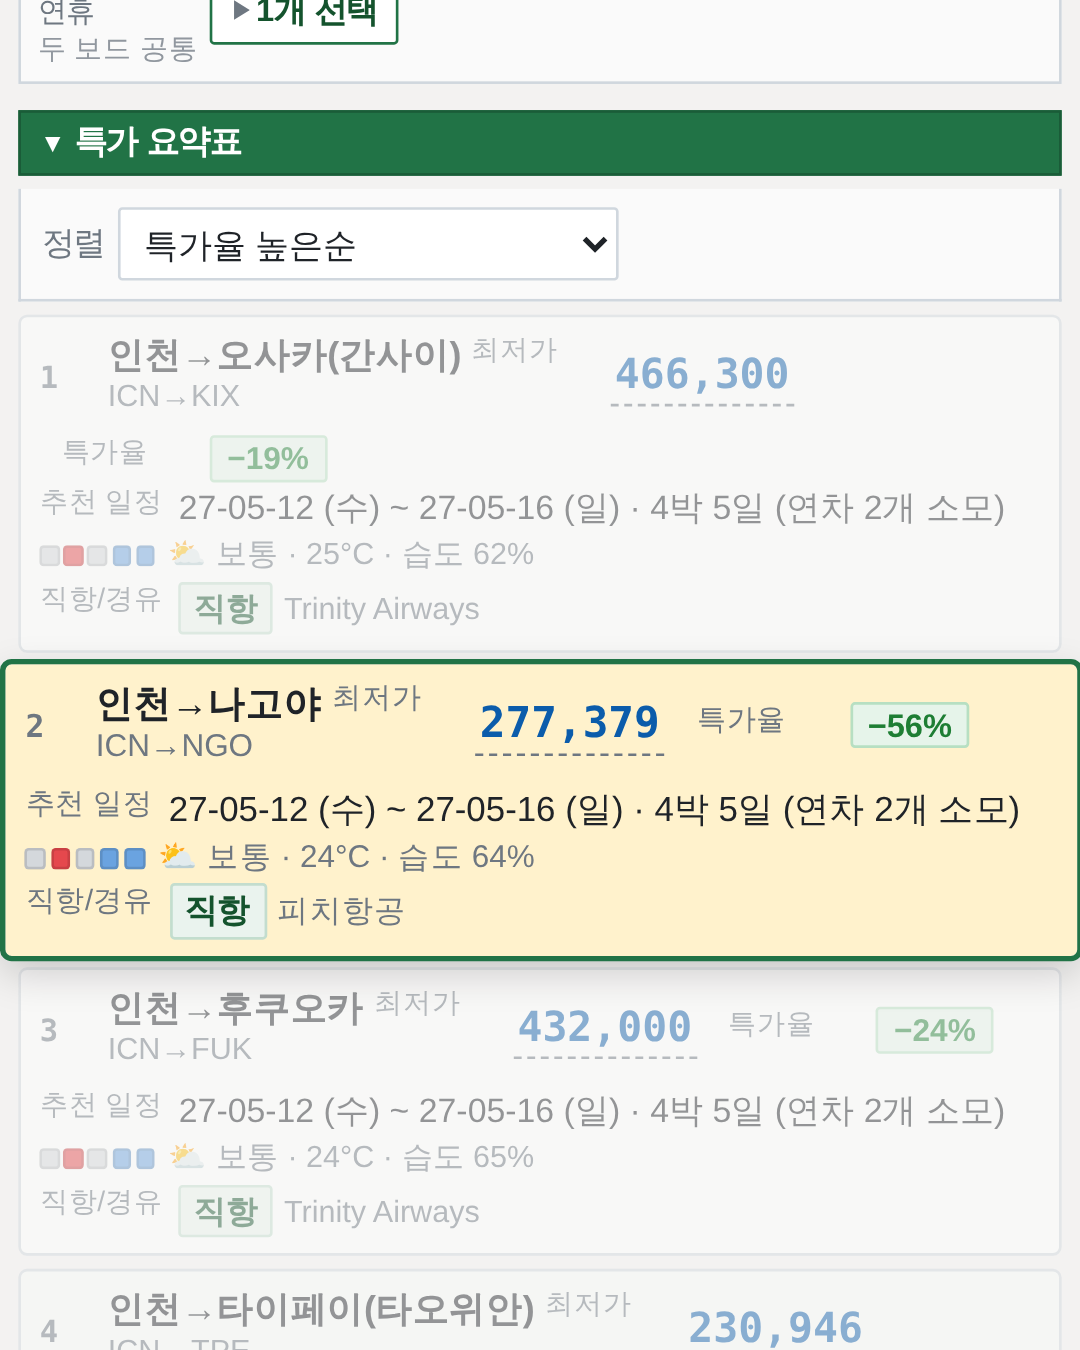 연휴
두 보드 공통
▶ 1개 선택
▼ 특가 요약표
정렬 특가율 높은순
1 인천→오사카(간사이) 최저가 466,300
ICN→KIX
특가율 −19%
추천 일정 27-05-12 (수) ~ 27-05-16 (일) · 4박 5일 (연차 2개 소모)
⛅ 보통 · 25°C · 습도 62%
직항/경유 직항 Trinity Airways
2 인천→나고야 최저가 277,379 특가율 −56%
ICN→NGO
추천 일정 27-05-12 (수) ~ 27-05-16 (일) · 4박 5일 (연차 2개 소모)
⛅ 보통 · 24°C · 습도 64%
직항/경유 직항 피치항공
3 인천→후쿠오카 최저가 432,000 특가율 −24%
ICN→FUK
추천 일정 27-05-12 (수) ~ 27-05-16 (일) · 4박 5일 (연차 2개 소모)
⛅ 보통 · 24°C · 습도 65%
직항/경유 직항 Trinity Airways
4 인천→타이페이(타오위안) 최저가 230,946
ICN→TPE